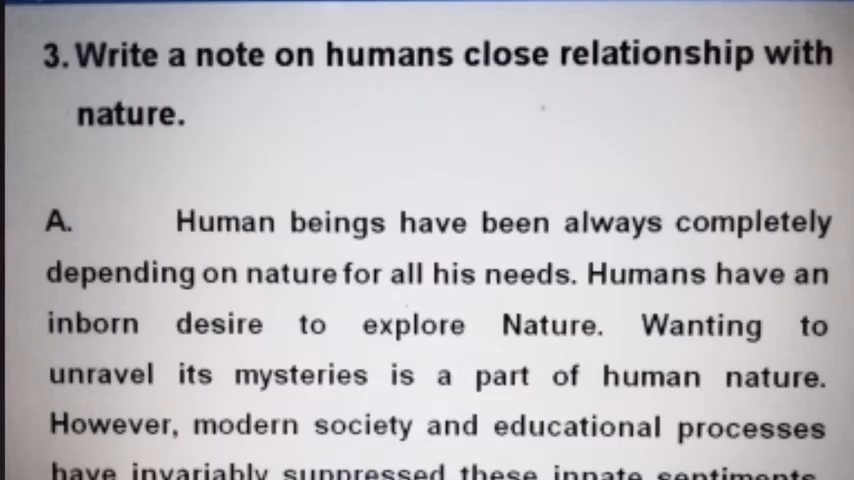 3. Write a note on humans close relationship with
nature.
A. Human beings have been always completely
depending on nature for all his needs. Humans have an
inborn desire to explore Nature. Wanting to
unravel its mysteries is a part of human nature.
However, modern society and educational processes
have invariably suppressed these innate sentiments.